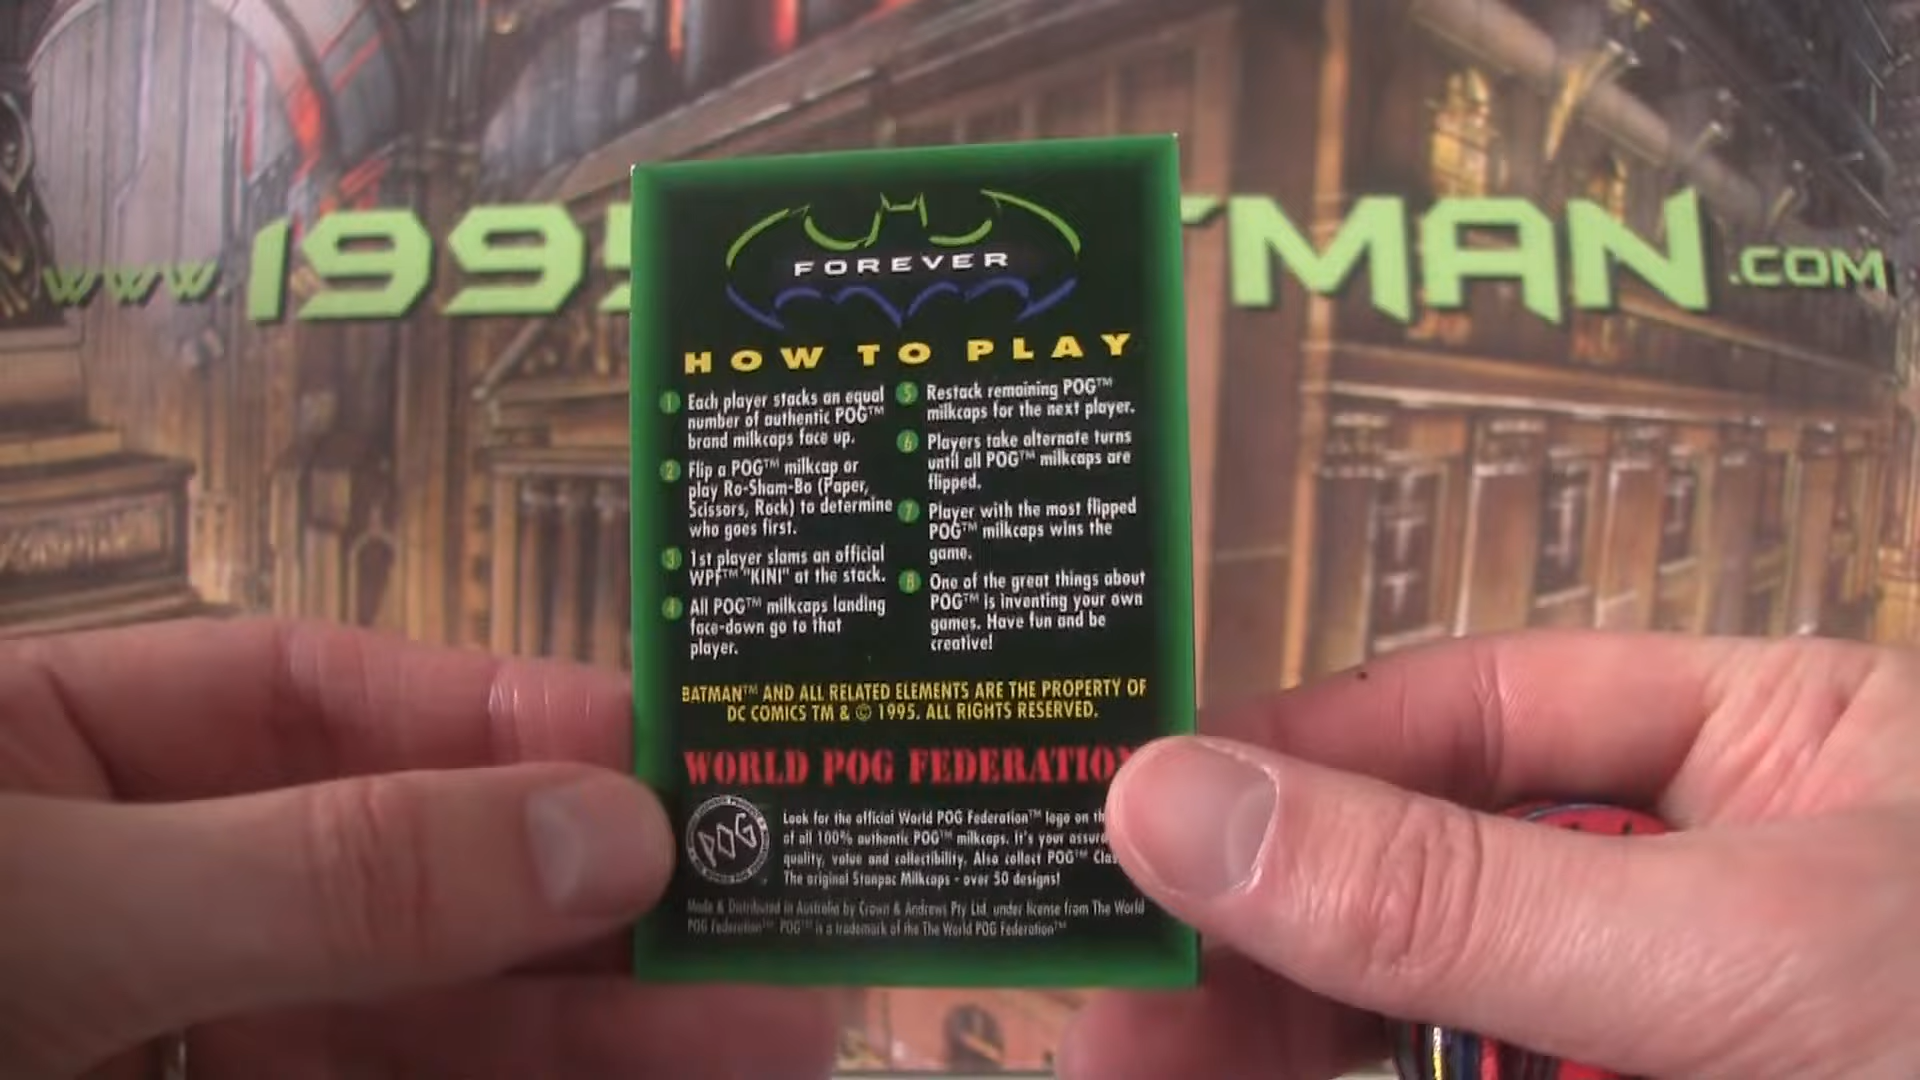 www.1995 TMAN.COM
FOREVER
HOW TO PLAY
1 Each player stacks an equal
number of authentic POG™
brand milkcaps face up.
2 Flip a POG™ milkcap or
play Ro-Sham-Bo (Paper,
Scissors, Rock) to determine
who goes first.
3 1st player slams an official
WPF™ "KINI" at the stack.
4 All POG™ milkcaps landing
face-down go to that
player.
5 Restack remaining POG™
milkcaps for the next player.
6 Players take alternate turns
until all POG™ milkcaps are
flipped.
7 Player with the most flipped
POG™ milkcaps wins the
game.
8 One of the great things about
POG™ is inventing your own
games. Have fun and be
creative!
BATMAN™ AND ALL RELATED ELEMENTS ARE THE PROPERTY OF
DC COMICS TM & © 1995. ALL RIGHTS RESERVED.
WORLD POG FEDERATION
POG
Look for the official World POG Federation™ logo on
of all 100% authentic POG™ milkcaps. It's your
quality, value and collectibility. Also collect POG™
The original Stanpac Milkcaps - over 50 designs!
Made & Distributed in Australia by Crown & Andrews Pty Ltd. under license from The World
POG Federation™ POG™ is a trademark of the The World POG Federation™